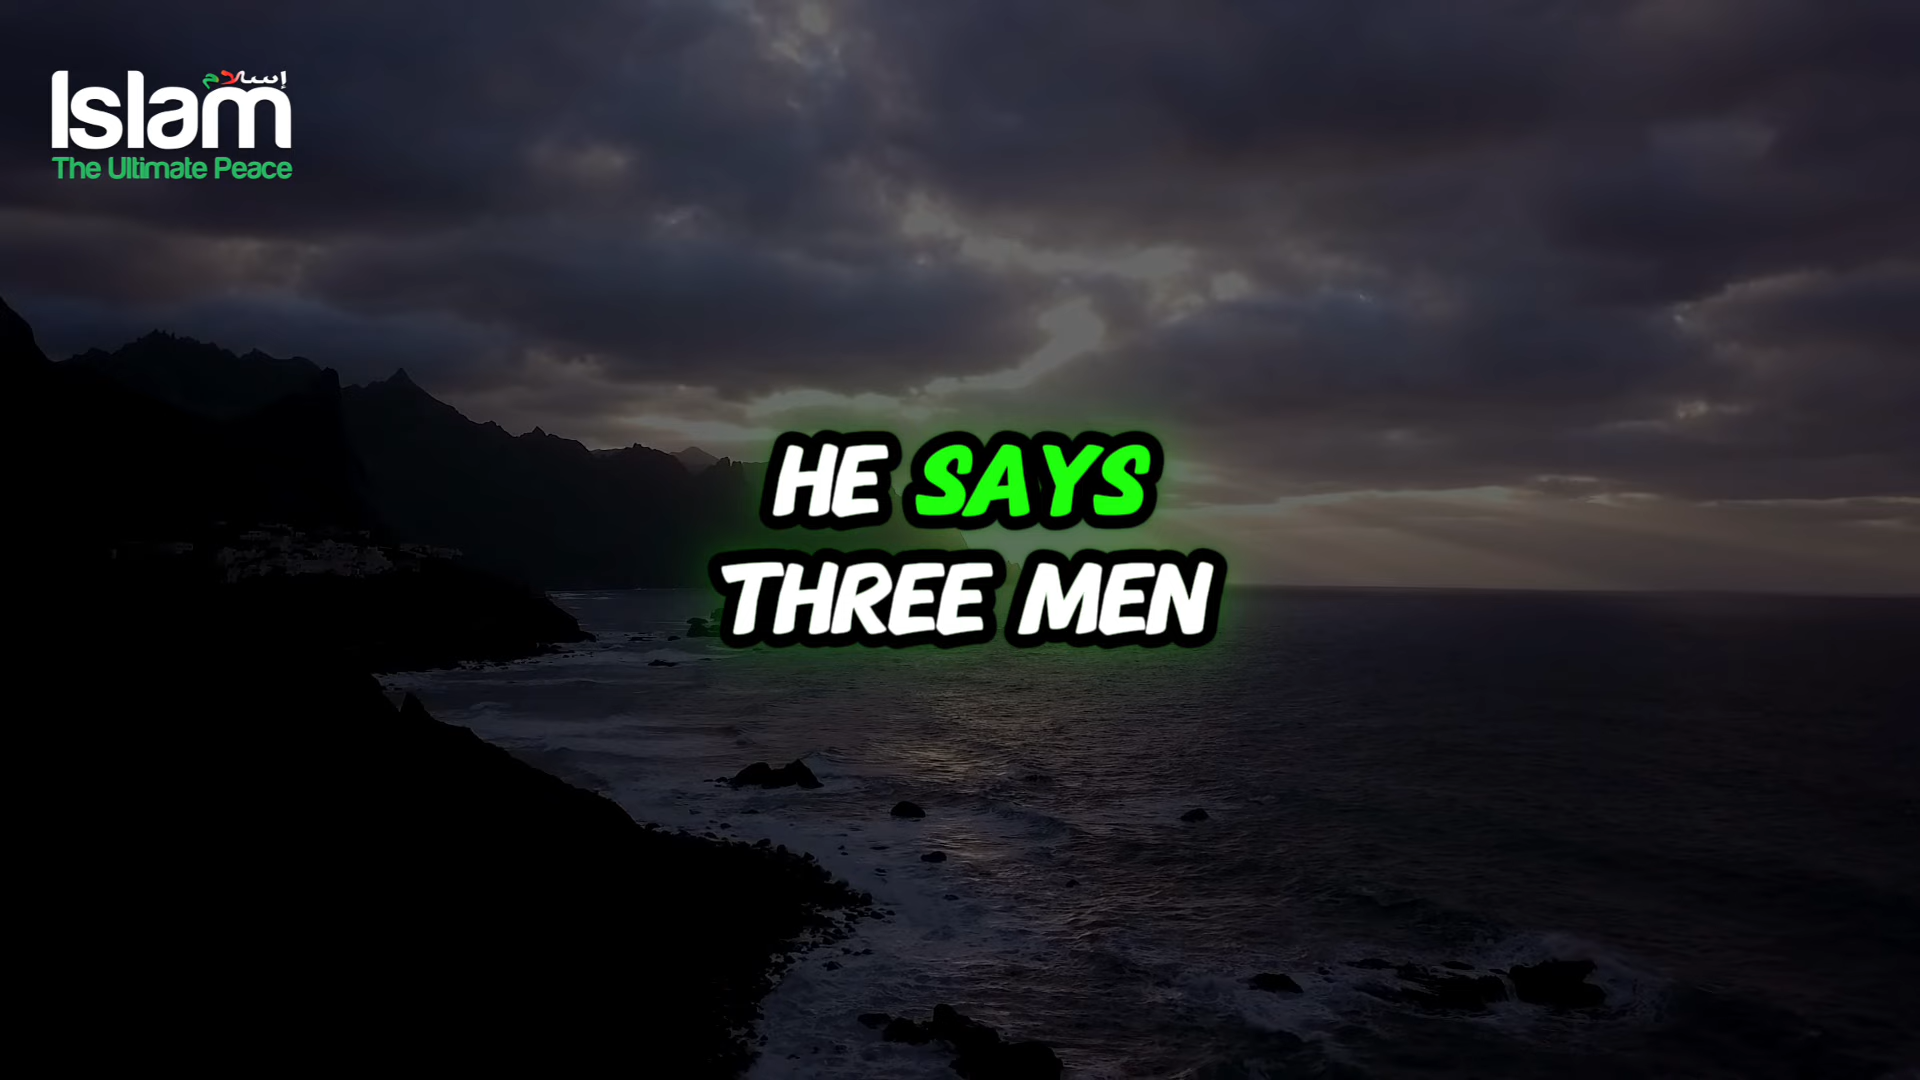 إسلام
Islam
The Ultimate Peace
HE SAYS
THREE MEN